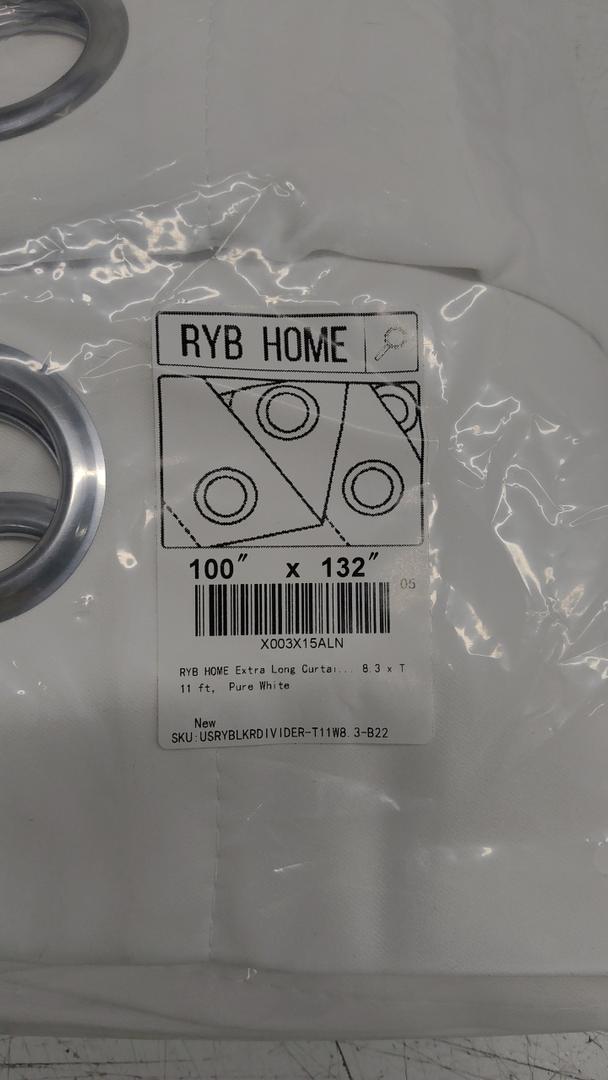 RYB HOME
100" x 132"
05
X003X15ALN
RYB HOME Extra Long Curtai... 8.3 x T
11 ft, Pure White
New
SKU:USRYBLKRDIVIDER-T11W8.3-B22